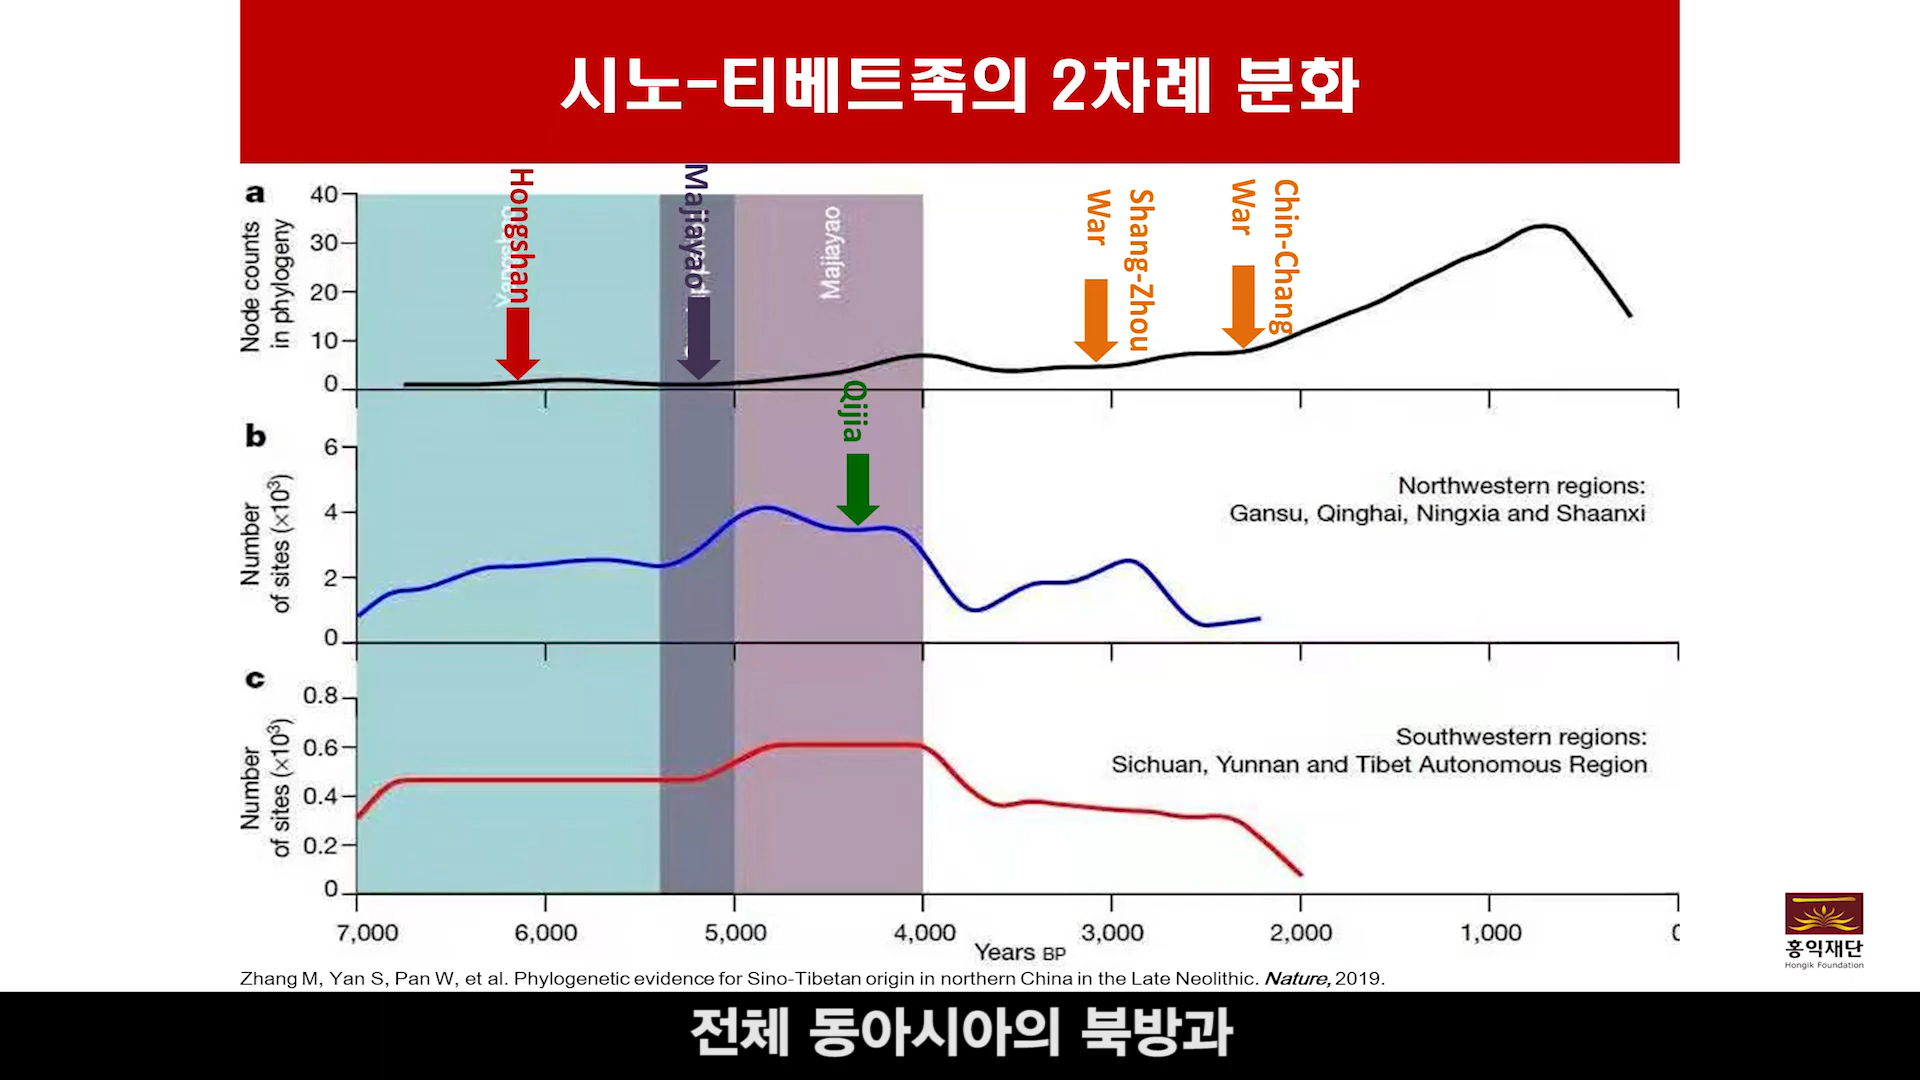 시노-티베트족의 2차례 분화
a
Node counts
in phylogeny
40
30
20
10
0
Hongshan
Majiayao
Majiayao
Shang-Zhou
War
Chin-Chang
War
Qijia
b
Number
of sites (×10³)
6
4
2
0
Northwestern regions:
Gansu, Qinghai, Ningxia and Shaanxi
c
Number
of sites (×10³)
0.8
0.6
0.4
0.2
0
Southwestern regions:
Sichuan, Yunnan and Tibet Autonomous Region
7,000 6,000 5,000 4,000 3,000 2,000 1,000 0
Years BP
홍익재단
Hongik Foundation
Zhang M, Yan S, Pan W, et al. Phylogenetic evidence for Sino-Tibetan origin in northern China in the Late Neolithic. Nature, 2019.
전체 동아시아의 북방과